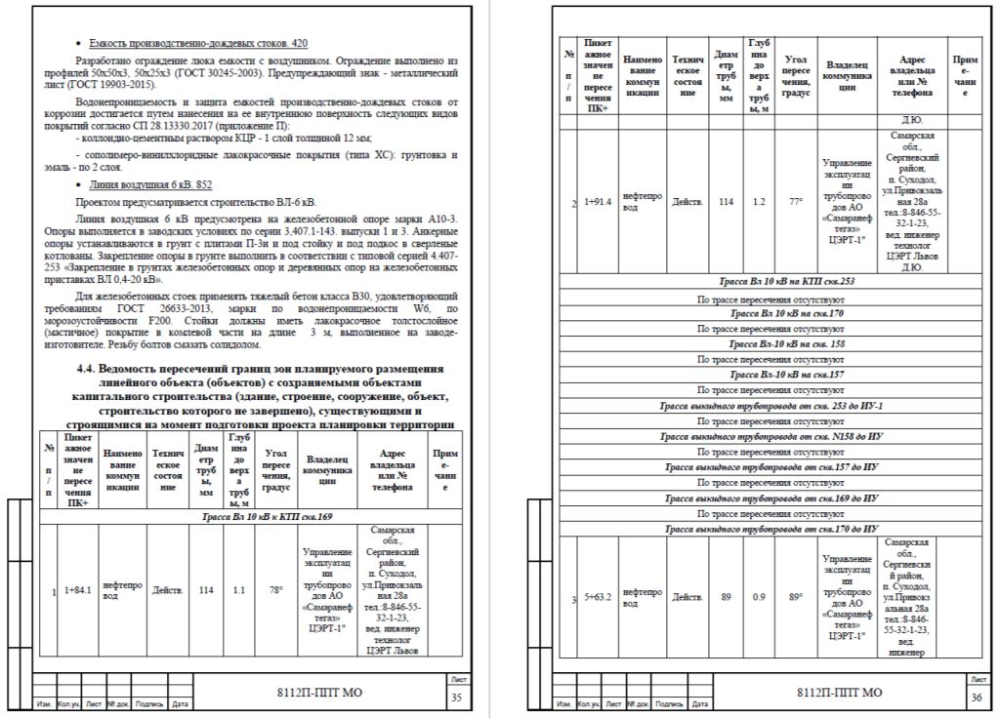 • Емкость производственно-дождевых стоков. 420
Разработано ограждение люка емкости с воздушником. Ограждение выполнено из
профилей 50х50х3, 50х25х3 (ГОСТ 30245-2003). Предупреждающий знак - металлический
лист (ГОСТ 19903-2015).
Водонепроницаемость и защита емкостей производственно-дождевых стоков от
коррозии достигается путем нанесения на ее внутреннюю поверхность следующих видов
покрытий согласно СП 28.13330.2017 (приложение П):
- коллоидно-цементным раствором КЦР - 1 слой толщиной 12 мм;
- сополимеро-винилхлоридные лакокрасочные покрытия (типа ХС): грунтовка и
эмаль - по 2 слоя.
• Линия воздушная 6 кВ. 852
Проектом предусматривается строительство ВЛ-6 кВ.
Линия воздушная 6 кВ предусмотрена на железобетонной опоре марки А10-3.
Опоры выполняется в заводских условиях по серии 3,407.1-143. выпуски 1 и 3. Анкерные
опоры устанавливаются в грунт с плитами П-3и и под стойку и под подкос в сверленые
котлованы. Закрепление опоры в грунте выполнить в соответствии с типовой серией 4.407-
253 «Закрепление в грунтах железобетонных опор и деревянных опор на железобетонных
приставках ВЛ 0,4-20 кВ».
Для железобетонных стоек применять тяжелый бетон класса В30, удовлетворяющий
требованиям ГОСТ 26633-2013, марки по водонепроницаемости W6, по
морозоустойчивости F200. Стойки должны иметь лакокрасочное толстослойное
(мастичное) покрытие в комлевой части на длине 3 м, выполненное на заводе-
изготовителе. Резьбу болтов смазать солидолом.
4.4. Ведомость пересечений границ зон планируемого размещения
линейного объекта (объектов) с сохраняемыми объектами
капитального строительства (здание, строение, сооружение, объект,
строительство которого не завершено), существующими и
строящимися на момент подготовки проекта планировки территории
№
п
/
п
Пикет
ажное
значен
ие
пересе
чения
ПК+
Наимено
вание
коммун
икации
Технич
еское
состоя
ние
Диам
етр
труб
ы,
мм
Глуб
ина
до
верх
а
труб
ы, м
Угол
пересе
чения,
градус
Владелец
коммуника
ции
Адрес
владельца
или №
телефона
Прим
е-
чани
е
Трасса Вл 10 кВ к КТП скв.169
1
1+84.1
нефтепро
вод
Действ.
114
1.1
78°
Управление
эксплуатац
ии
трубопрово
дов АО
«Самаранеф
тегаз»
ЦЭРТ-1"
Самарская
обл.,
Сергиевский
район,
п. Суходол,
ул.Привокзаль
ная 28а
тел.:8-846-55-
32-1-23,
вед. инженер
технолог
ЦЭРТ Львов
Изм.
Кол.уч.
Лист
№ док.
Подпись
Дата
8112П-ППТ МО
Лист
35
№
п
/
п
Пикет
ажное
значен
ие
пересе
чения
ПК+
Наимено
вание
коммун
икации
Технич
еское
состоя
ние
Диам
етр
труб
ы,
мм
Глуб
ина
до
верх
а
труб
ы, м
Угол
пересе
чения,
градус
Владелец
коммуника
ции
Адрес
владельца
или №
телефона
Прим
е-
чани
е
Д.Ю.
2
1+91.4
нефтепро
вод
Действ.
114
1.2
77°
Управление
эксплуатац
ии
трубопрово
дов АО
«Самаранеф
тегаз»
ЦЭРТ-1"
Самарская
обл.,
Сергиевский
район,
п. Суходол,
ул.Привокзаль
ная 28а
тел.:8-846-55-
32-1-23,
вед. инженер
технолог
ЦЭРТ Львов
Д.Ю.
Трасса Вл 10 кВ на КТП скв.253
По трассе пересечения отсутствуют
Трасса Вл 10 кВ на скв.170
По трассе пересечения отсутствуют
Трасса Вл-10 кВ на скв. 158
По трассе пересечения отсутствуют
Трасса Вл-10 кВ на скв.157
По трассе пересечения отсутствуют
Трасса выкидного трубопровода от скв. 253 до ИУ-1
По трассе пересечения отсутствуют
Трасса выкидного трубопровода от скв. N158 до ИУ
По трассе пересечения отсутствуют
Трасса выкидного трубопровода от скв.157 до ИУ
По трассе пересечения отсутствуют
Трасса выкидного трубопровода от скв.169 до ИУ
По трассе пересечения отсутствуют
Трасса выкидного трубопровода от скв.170 до ИУ
3
5+63.2
нефтепро
вод
Действ.
89
0.9
89°
Управление
эксплуатац
ии
трубопрово
дов АО
«Самаранеф
тегаз»
ЦЭРТ-1"
Самарская
обл.,
Сергиевски
й район,
п. Суходол,
ул.Привокз
альная 28а
тел.:8-846-
55-32-1-23,
вед.
инженер
Изм.
Кол.уч.
Лист
№ док.
Подпись
Дата
8112П-ППТ МО
Лист
36